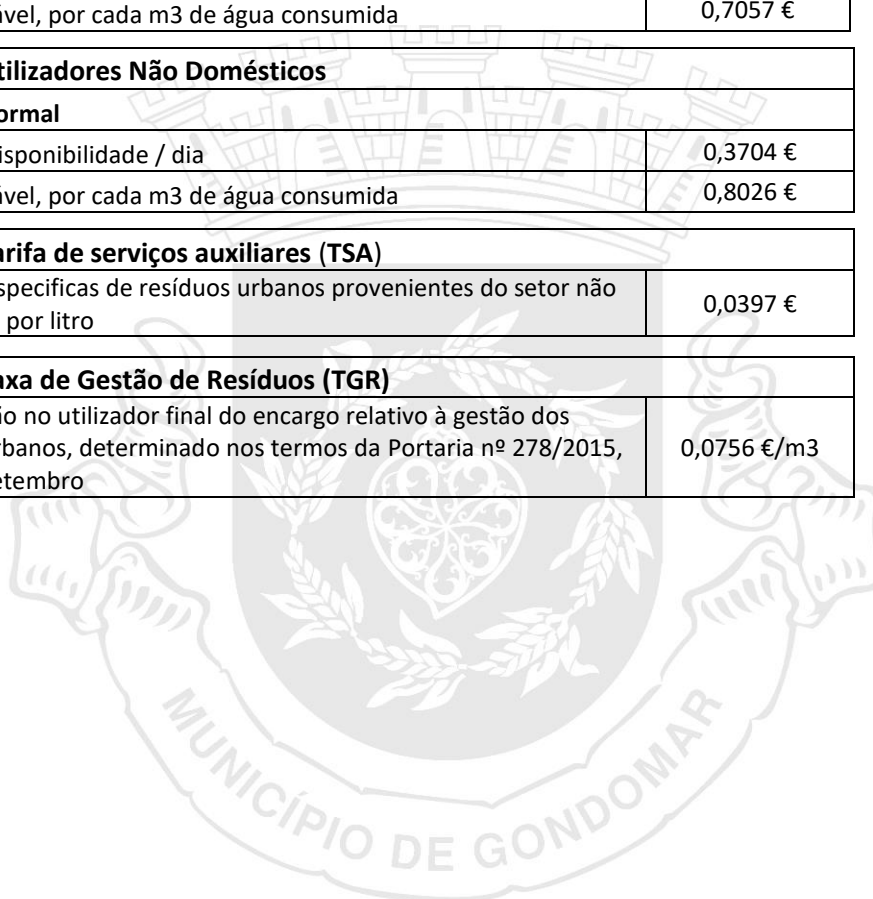 ável, por cada m3 de água consumida 0,7057 €
tilizadores Não Domésticos
ormal
isponibilidade / dia 0,3704 €
ável, por cada m3 de água consumida 0,8026 €
arifa de serviços auxiliares (TSA)
specificas de resíduos urbanos provenientes do setor não
por litro 0,0397 €
axa de Gestão de Resíduos (TGR)
ão no utilizador final do encargo relativo à gestão dos
rbanos, determinado nos termos da Portaria nº 278/2015, 0,0756 €/m3
etembro
MUNICÍPIO DE GONDOMAR